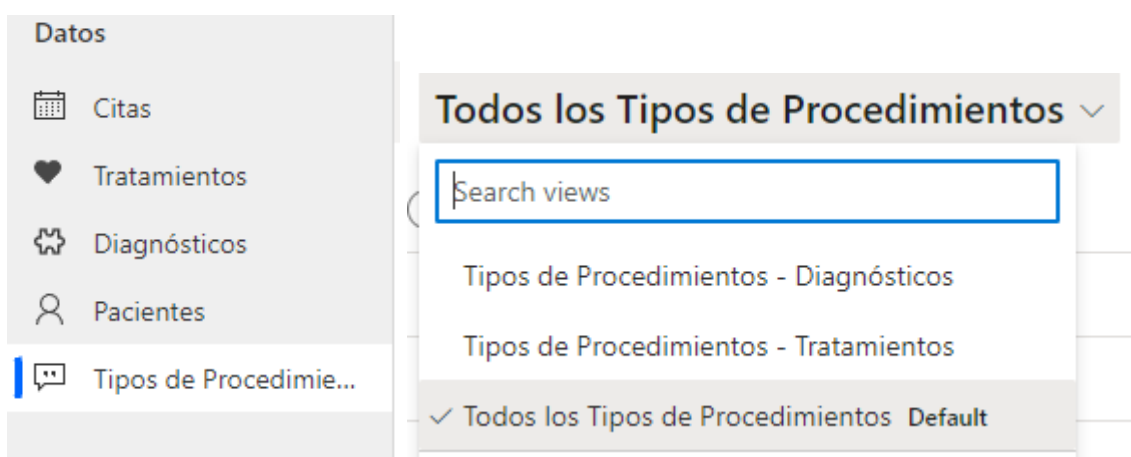 Datos
Citas
Tratamientos
Diagnósticos
Pacientes
Tipos de Procedimie...
Todos los Tipos de Procedimientos
Search views
Tipos de Procedimientos - Diagnósticos
Tipos de Procedimientos - Tratamientos
Todos los Tipos de Procedimientos Default